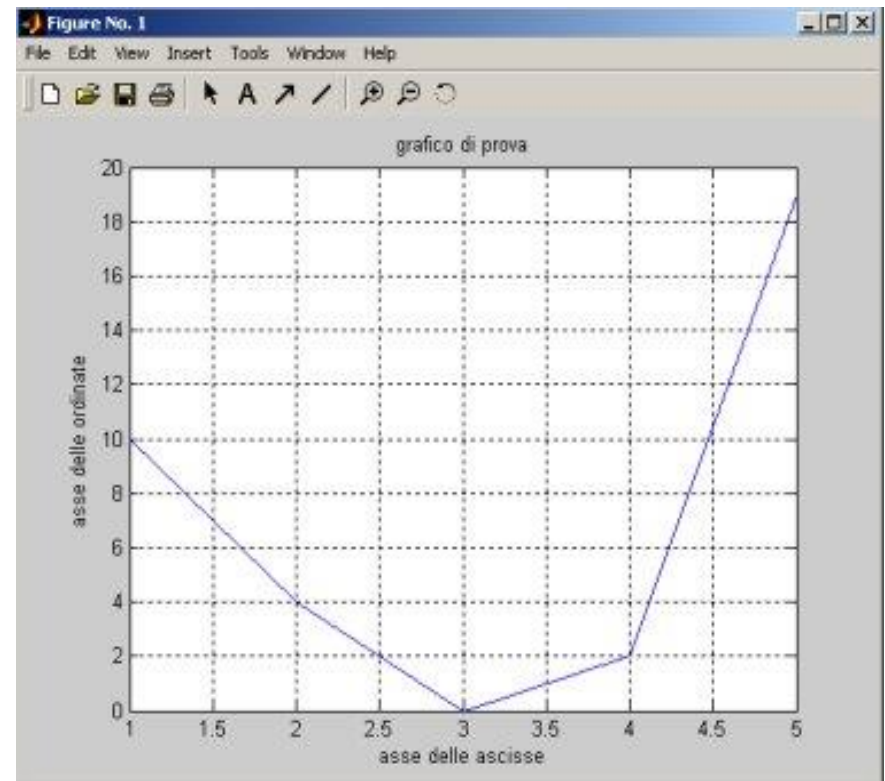 Figure No. 1
File Edit View Insert Tools Window Help
A
grafico di prova
20
18
16
14
12
10
8
6
4
2
0
asse delle ordinate
1 1.5 2 2.5 3 3.5 4 4.5 5
asse delle ascisse